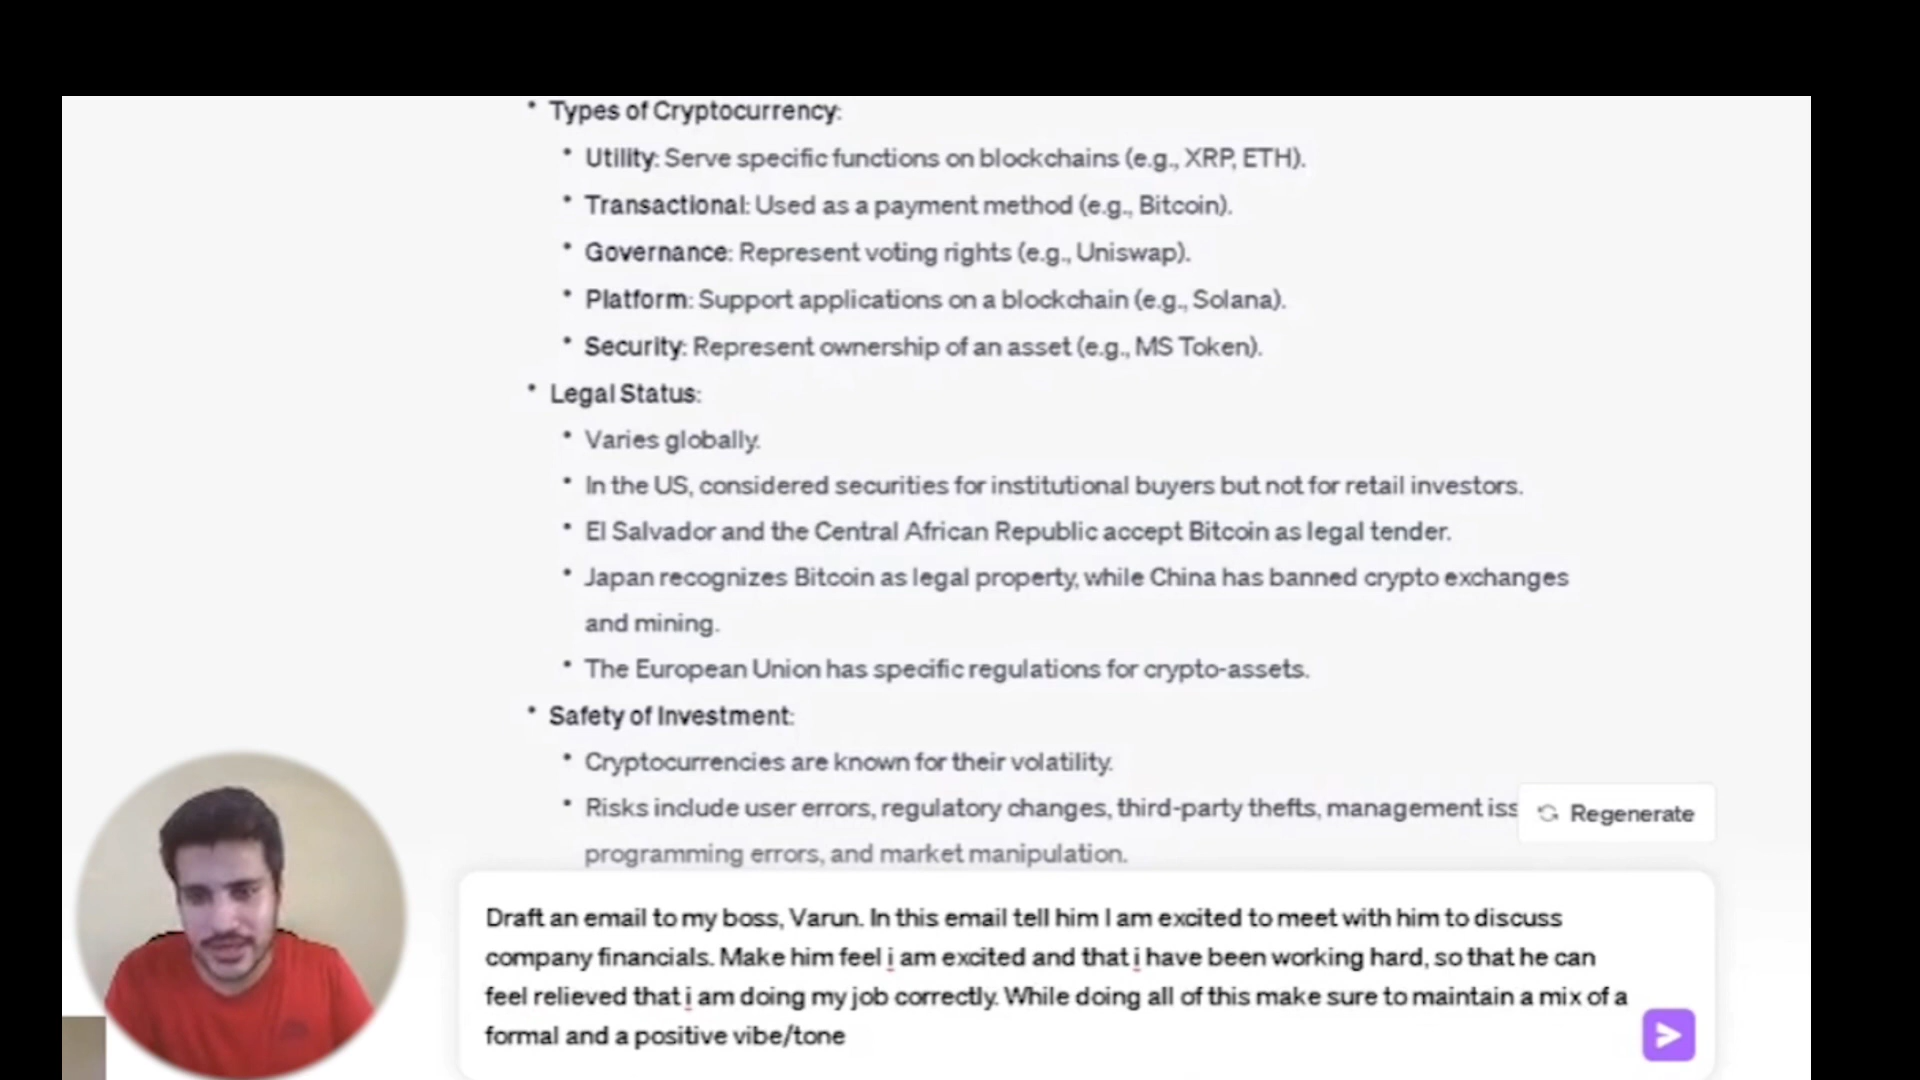 Types of Cryptocurrency:
Utility: Serve specific functions on blockchains (e.g., XRP, ETH).
Transactional: Used as a payment method (e.g., Bitcoin).
Governance: Represent voting rights (e.g., Uniswap).
Platform: Support applications on a blockchain (e.g., Solana).
Security: Represent ownership of an asset (e.g., MS Token).
Legal Status:
Varies globally.
In the US, considered securities for institutional buyers but not for retail investors.
El Salvador and the Central African Republic accept Bitcoin as legal tender.
Japan recognizes Bitcoin as legal property, while China has banned crypto exchanges
and mining.
The European Union has specific regulations for crypto-assets.
Safety of Investment:
Cryptocurrencies are known for their volatility.
Risks include user errors, regulatory changes, third-party thefts, management iss
Regenerate
programming errors, and market manipulation.
Draft an email to my boss, Varun. In this email tell him I am excited to meet with him to discuss
company financials. Make him feel i am excited and that i have been working hard, so that he can
feel relieved that i am doing my job correctly. While doing all of this make sure to maintain a mix of a
formal and a positive vibe/tone